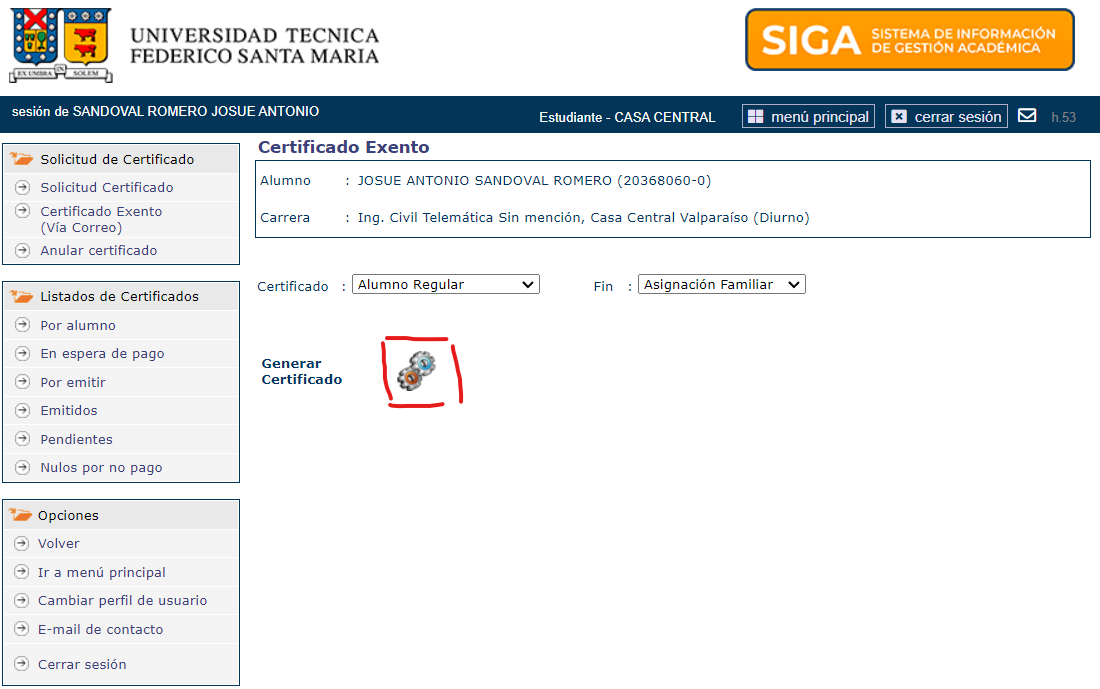 UNIVERSIDAD TECNICA
FEDERICO SANTA MARIA
EX UMBRA IN SOLEM
SIGA SISTEMA DE INFORMACIÓN
DE GESTIÓN ACADÉMICA
sesión de SANDOVAL ROMERO JOSUE ANTONIO
Estudiante - CASA CENTRAL
menú principal
cerrar sesión
h.53
Solicitud de Certificado
Solicitud Certificado
Certificado Exento
(Vía Correo)
Anular certificado
Listados de Certificados
Por alumno
En espera de pago
Por emitir
Emitidos
Pendientes
Nulos por no pago
Opciones
Volver
Ir a menú principal
Cambiar perfil de usuario
E-mail de contacto
Cerrar sesión
Certificado Exento
Alumno : JOSUE ANTONIO SANDOVAL ROMERO (20368060-0)
Carrera : Ing. Civil Telemática Sin mención, Casa Central Valparaíso (Diurno)
Certificado : Alumno Regular Fin : Asignación Familiar
Generar
Certificado